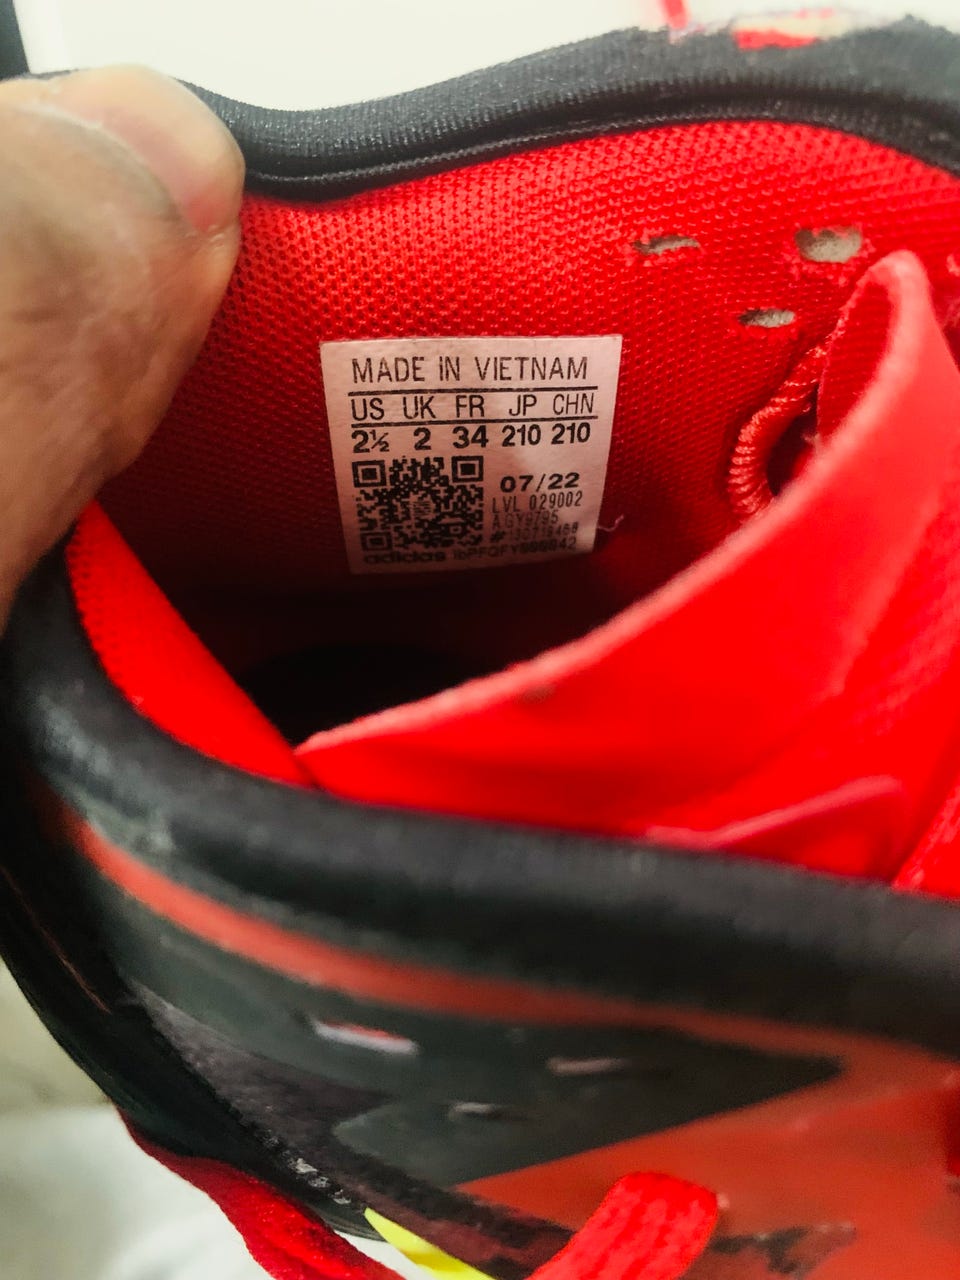 MADE IN VIETNAM
US UK FR JP CHN
2½ 2 34 210 210
07/22
LVL 029002
adidas